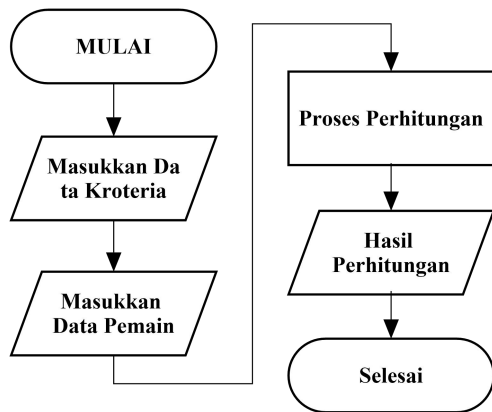 MULAI
Masukkan Da
ta Kroteria
Masukkan
Data Pemain
Proses Perhitungan
Hasil
Perhitungan
Selesai